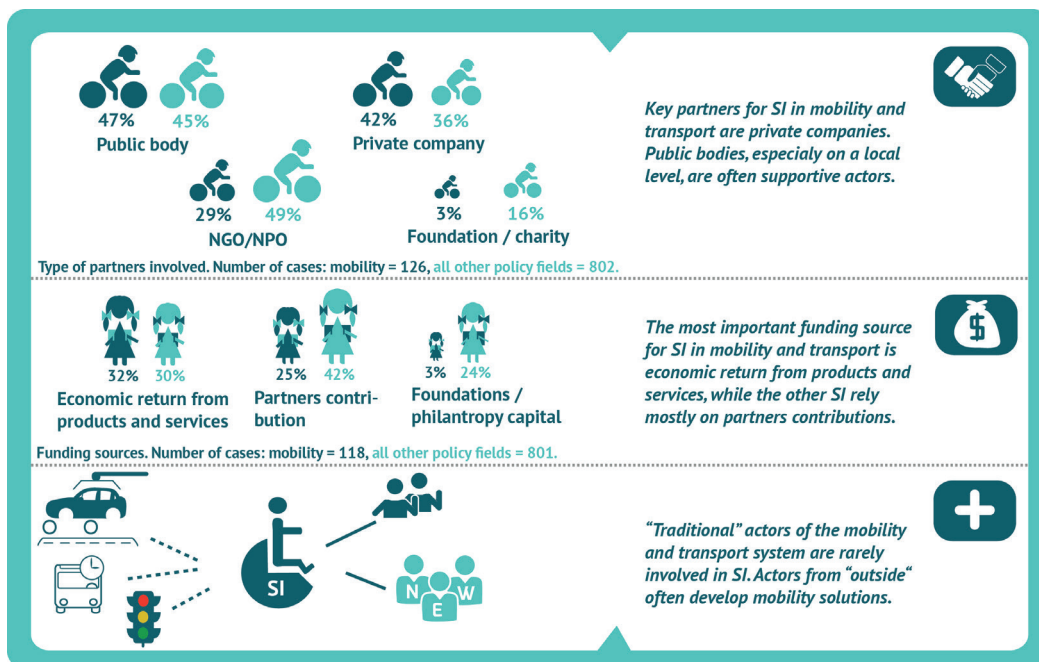 47% 45%
Public body
42% 36%
Private company
29% 49%
NGO/NPO
3% 16%
Foundation / charity
Type of partners involved. Number of cases: mobility = 126, all other policy fields = 802.
Key partners for SI in mobility and
transport are private companies.
Public bodies, especialy on a local
level, are often supportive actors.
32% 30%
Economic return from
products and services
25% 42%
Partners contri-
bution
3% 24%
Foundations /
philantropy capital
Funding sources. Number of cases: mobility = 118, all other policy fields = 801.
$
The most important funding source
for SI in mobility and transport is
economic return from products and
services, while the other SI rely
mostly on partners contributions.
SI
N E W
“Traditional” actors of the mobility
and transport system are rarely
involved in SI. Actors from “outside“
often develop mobility solutions.